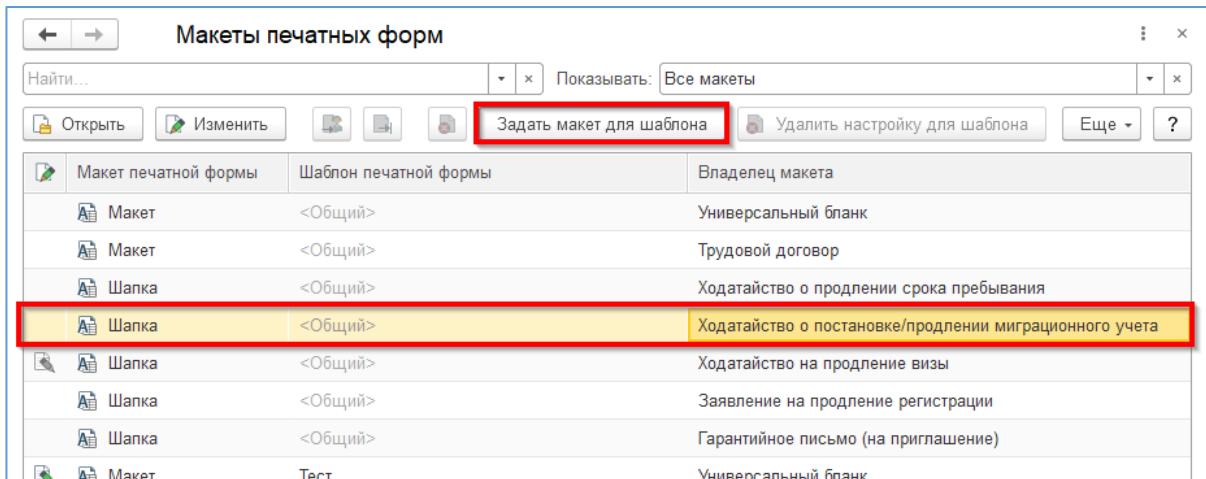 Макеты печатных форм
Найти... Показывать: Все макеты
Открыть Изменить Задать макет для шаблона Удалить настройку для шаблона Еще ?
Макет печатной формы Шаблон печатной формы Владелец макета
Макет <Общий> Универсальный бланк
Макет <Общий> Трудовой договор
Шапка <Общий> Ходатайство о продлении срока пребывания
Шапка <Общий> Ходатайство о постановке/продлении миграционного учета
Шапка <Общий> Ходатайство на продление визы
Шапка <Общий> Заявление на продление регистрации
Шапка <Общий> Гарантийное письмо (на приглашение)
Макет Тест Универсальный бланк